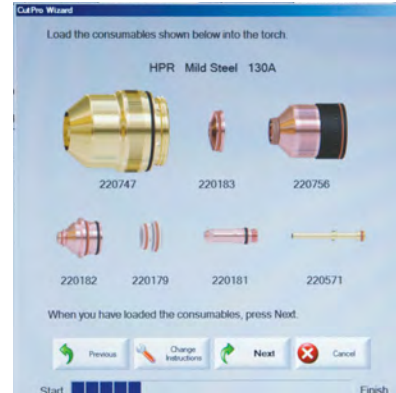 CutPro Wizard
Load the consumables shown below into the torch.
HPR Mild Steel 130A
220747 220183 220756
220182 220179 220181 220571
When you have loaded the consumables, press Next.
Previous Change Instructions Next Cancel
Start Finish